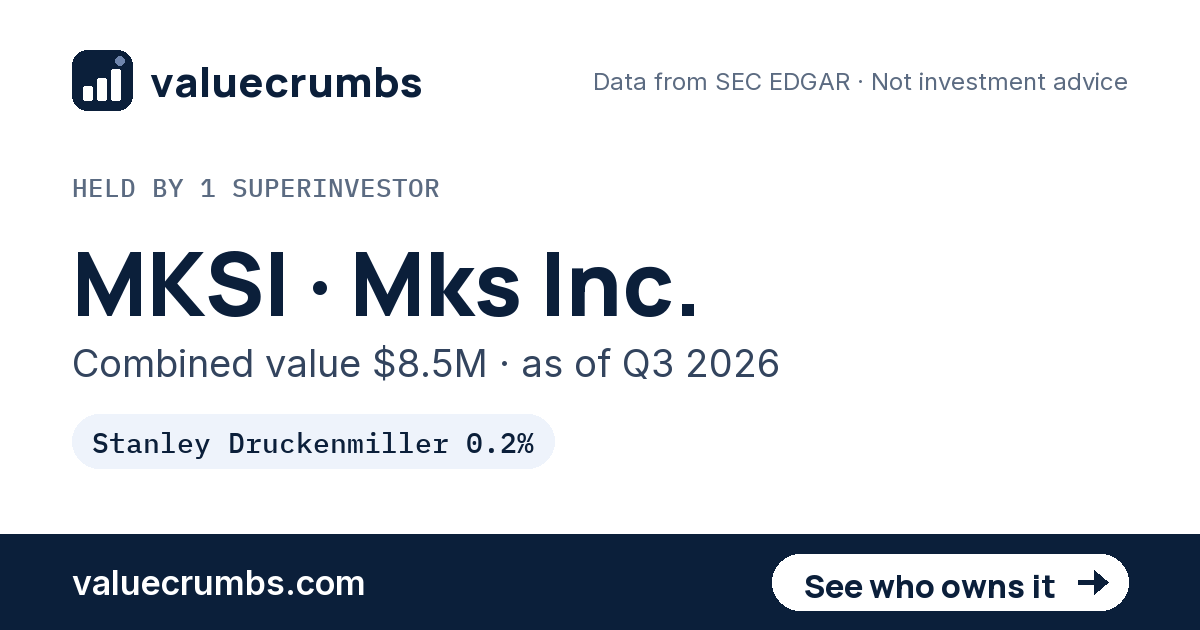 valuecrumbs
Data from SEC EDGAR · Not investment advice
HELD BY 1 SUPERINVESTOR
MKSI · Mks Inc.
Combined value $8.5M · as of Q3 2026
Stanley Druckenmiller 0.2%
valuecrumbs.com
See who owns it →